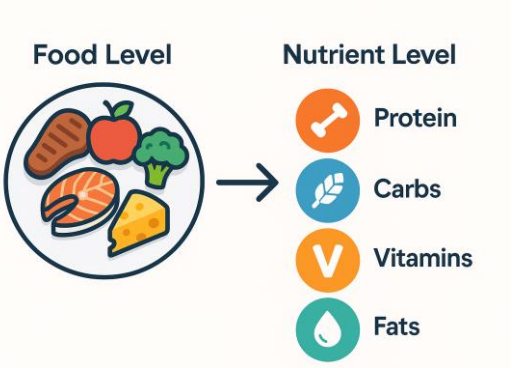 Food Level
Nutrient Level
Protein
Carbs
V
Vitamins
Fats